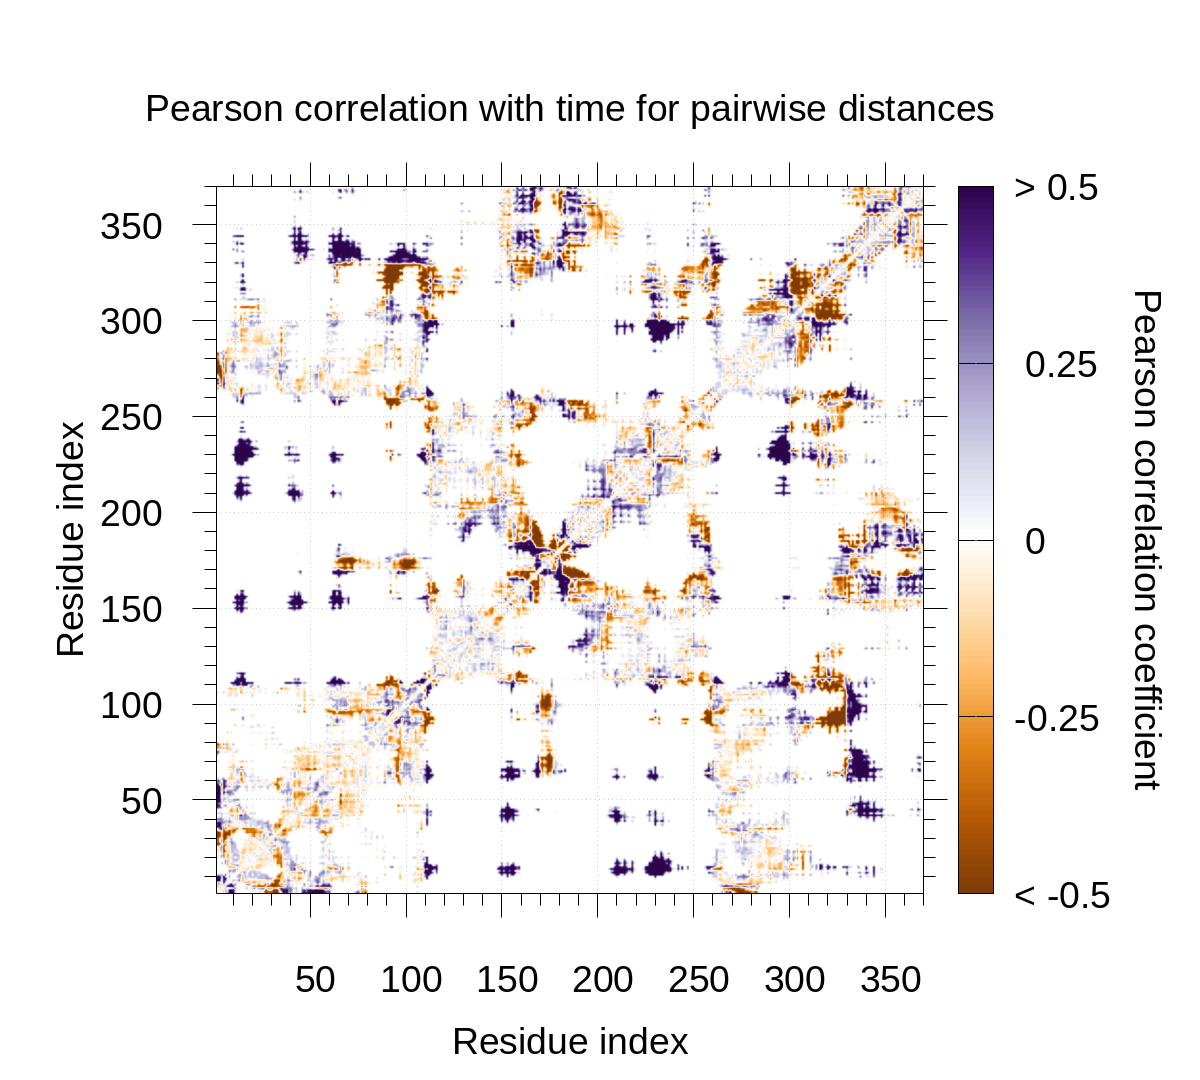 Pearson correlation with time for pairwise distances
Residue index
350
300
250
200
150
100
50
50 100 150 200 250 300 350
Residue index
> 0.5
0.25
0
-0.25
< -0.5
Pearson correlation coefficient